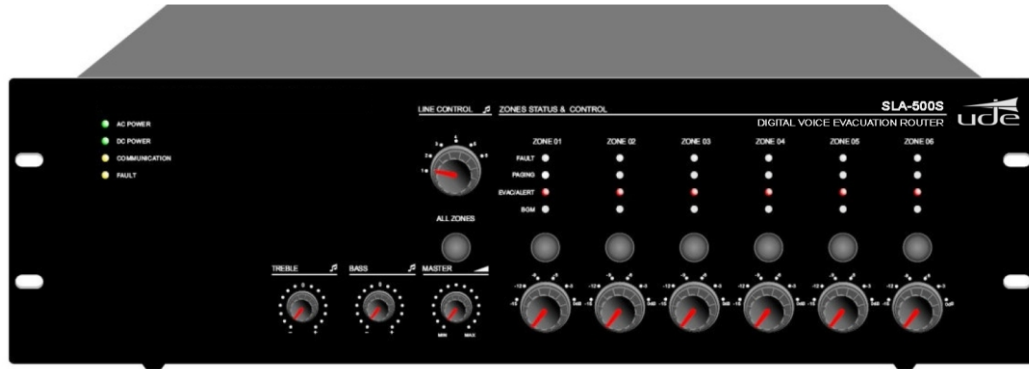 SLA-500S
ude
DIGITAL VOICE EVACUATION ROUTER
LINE CONTROL
ZONES STATUS & CONTROL
AC POWER
DC POWER
COMMUNICATION
FAULT
ZONE 01 ZONE 02 ZONE 03 ZONE 04 ZONE 05 ZONE 06
FAULT
PAGING
EVAC/ALERT
BGM
ALL ZONES
TREBLE BASS MASTER
MIN MAX